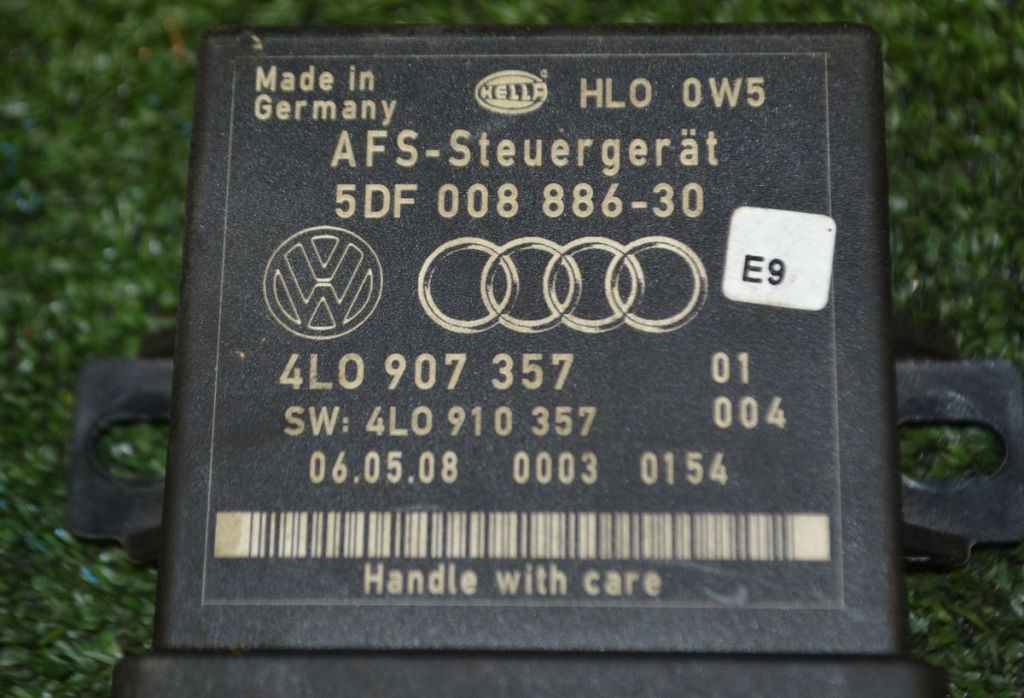 Made in
Germany
HELLA HLO 0W5
AFS-Steuergerät
5DF 008 886-30
E9
4L0 907 357 01
SW: 4L0 910 357 004
06.05.08 0003 0154
Handle with care